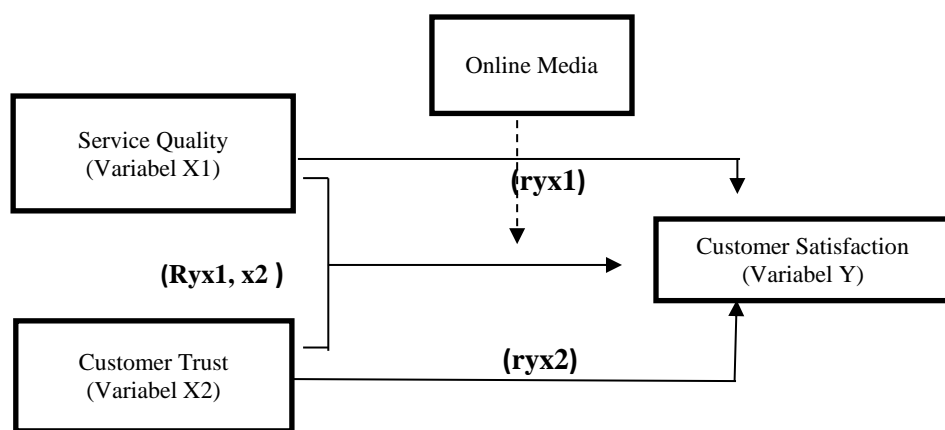 Online Media
Service Quality
(Variabel X1)
(ryx1)
Customer Satisfaction
(Variabel Y)
(Ryx1, x2 )
Customer Trust
(Variabel X2)
(ryx2)